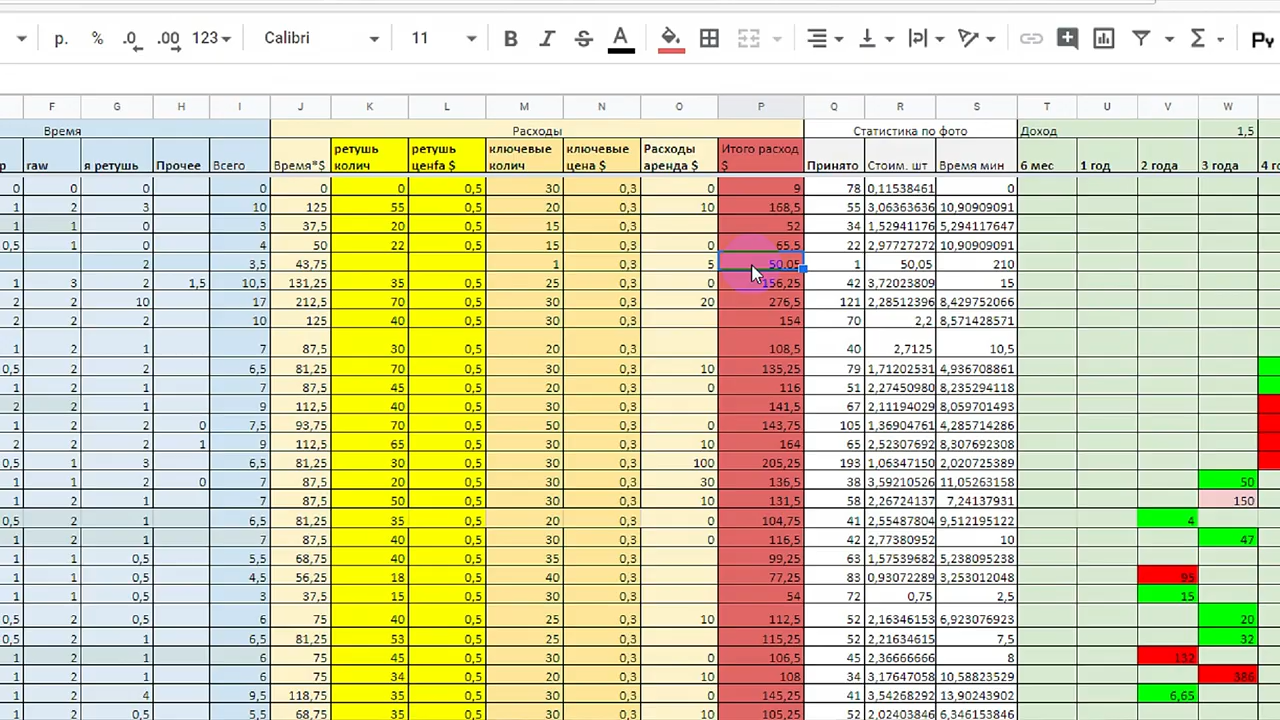 р. % .0 .00 123 Calibri 11 B I S A Σ Py
F G H I J K L M N O P Q R S T U V W
Время Расходы Статистика по фото Доход 1,5
ретушь ретушь ключевые ключевые Расходы Итого расход
р raw я ретушь Прочее Всего Время*$ колич ценfа $ колич цена $ аренда $ $ Принято Стоим. шт Время мин 6 мес 1 год 2 года 3 года 4 го
0 0 0 0 0 0 0,5 30 0,3 0 9 78 0,11538461 0
1 2 3 10 125 55 0,5 20 0,3 10 168,5 55 3,06363636 10,90909091
1 1 0 3 37,5 20 0,5 15 0,3 52 34 1,52941176 5,294117647
0,5 1 0 4 50 22 0,5 15 0,3 0 65,5 22 2,97727272 10,90909091
2 3,5 43,75 1 0,3 5 50,05 1 50,05 210
1 3 2 1,5 10,5 131,25 35 0,5 25 0,3 0 156,25 42 3,72023809 15
2 2 10 17 212,5 70 0,5 30 0,3 20 276,5 121 2,28512396 8,429752066
2 2 2 10 125 40 0,5 30 0,3 154 70 2,2 8,571428571
1 2 1 7 87,5 30 0,5 20 0,3 108,5 40 2,7125 10,5
0,5 2 2 6,5 81,25 70 0,5 30 0,3 10 135,25 79 1,71202531 4,936708861
1 2 1 7 87,5 45 0,5 20 0,3 0 116 51 2,27450980 8,235294118
2 2 1 9 112,5 40 0,5 30 0,3 141,5 67 2,11194029 8,059701493
2 2 1 0 7,5 93,75 70 0,5 50 0,3 0 143,75 105 1,36904761 4,285714286
2 2 2 1 9 112,5 65 0,5 30 0,3 10 164 65 2,52307692 8,307692308
0,5 1 3 6,5 81,25 30 0,5 30 0,3 100 205,25 193 1,06347150 2,020725389
1 1 2 0 7 87,5 20 0,5 30 0,3 30 136,5 38 3,59210526 11,05263158 50
1 2 1 7 87,5 50 0,5 30 0,3 10 131,5 58 2,26724137 7,24137931 150
0,5 2 1 6,5 81,25 35 0,5 20 0,3 0 104,75 41 2,55487804 9,512195122 4
1 2 1 7 87,5 40 0,5 30 0,3 0 116,5 42 2,77380952 10 47
1 1 0,5 5,5 68,75 40 0,5 35 0,3 99,25 63 1,57539682 5,238095238
1 1 0,5 4,5 56,25 18 0,5 40 0,3 77,25 83 0,93072289 3,253012048 95
1 1 0,5 3 37,5 15 0,5 30 0,3 54 72 0,75 2,5 15
0,5 2 0,5 6 75 40 0,5 25 0,3 10 112,5 52 2,16346153 6,923076923 20
0,5 2 1 6,5 81,25 53 0,5 25 0,3 115,25 52 2,21634615 7,5 32
1 2 1 6 75 45 0,5 30 0,3 0 106,5 45 2,36666666 8 132
1 2 1 6 75 34 0,5 20 0,3 10 108 34 3,17647058 10,58823529 386
1 2 4 9,5 118,75 35 0,5 30 0,3 0 145,25 41 3,54268292 13,90243902 6,65
1 2 0,5 5,5 68,75 35 0,5 30 0,3 10 105,25 52 2,02403846 6,346153846